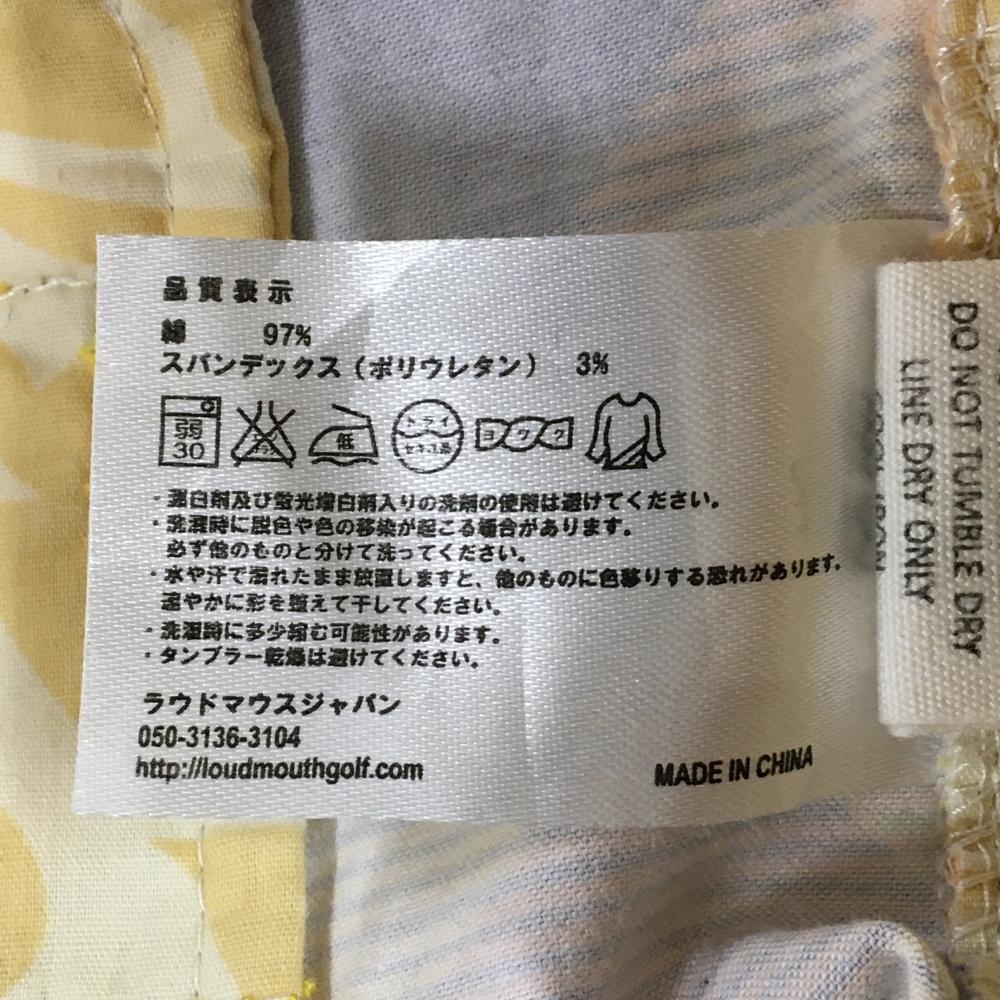 品質表示
綿 97%
スパンデックス（ポリウレタン） 3%
弱 30 エンソサラシ 低 ドライ セキユ系 ヨワク
・蛍白剤及び蛍光増白剤入りの洗剤の使用は避けてください。
・洗濯時に脱色や色の移染が起こる場合があります。
必ず他のものと分けて洗ってください。
・水や汗で濡れたまま放置しますと、他のものに色移りする恐れがあります。
速やかに形を整えて干してください。
・洗濯時に多少縮む可能性があります。
・タンブラー乾燥は避けてください。
ラウドマウスジャパン
050-3136-3104
http://loudmouthgolf.com
MADE IN CHINA
DO NOT TUMBLE DRY
LINE DRY ONLY